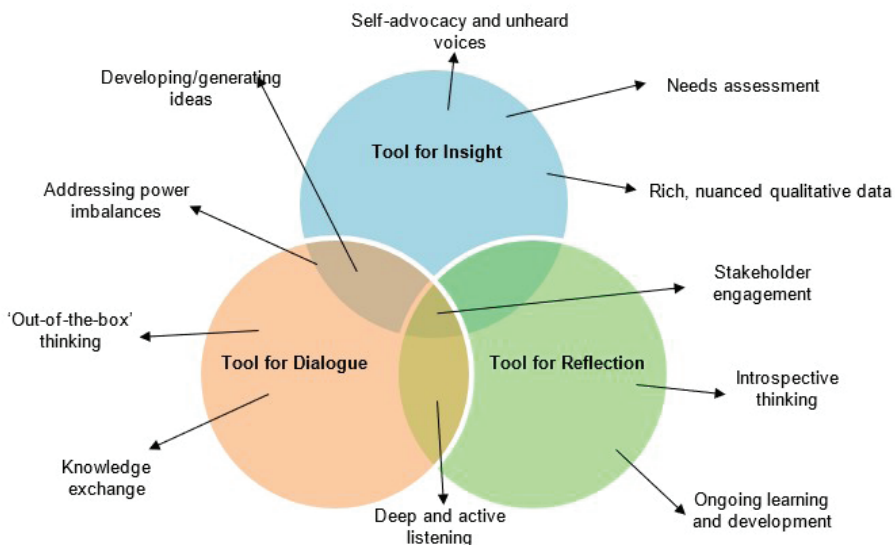 Self-advocacy and unheard
voices
Developing/generating
ideas
Needs assessment
Tool for Insight
Addressing power
imbalances
Rich, nuanced qualitative data
Stakeholder
engagement
‘Out-of-the-box’
thinking
Tool for Dialogue
Tool for Reflection
Introspective
thinking
Knowledge
exchange
Deep and active
listening
Ongoing learning
and development